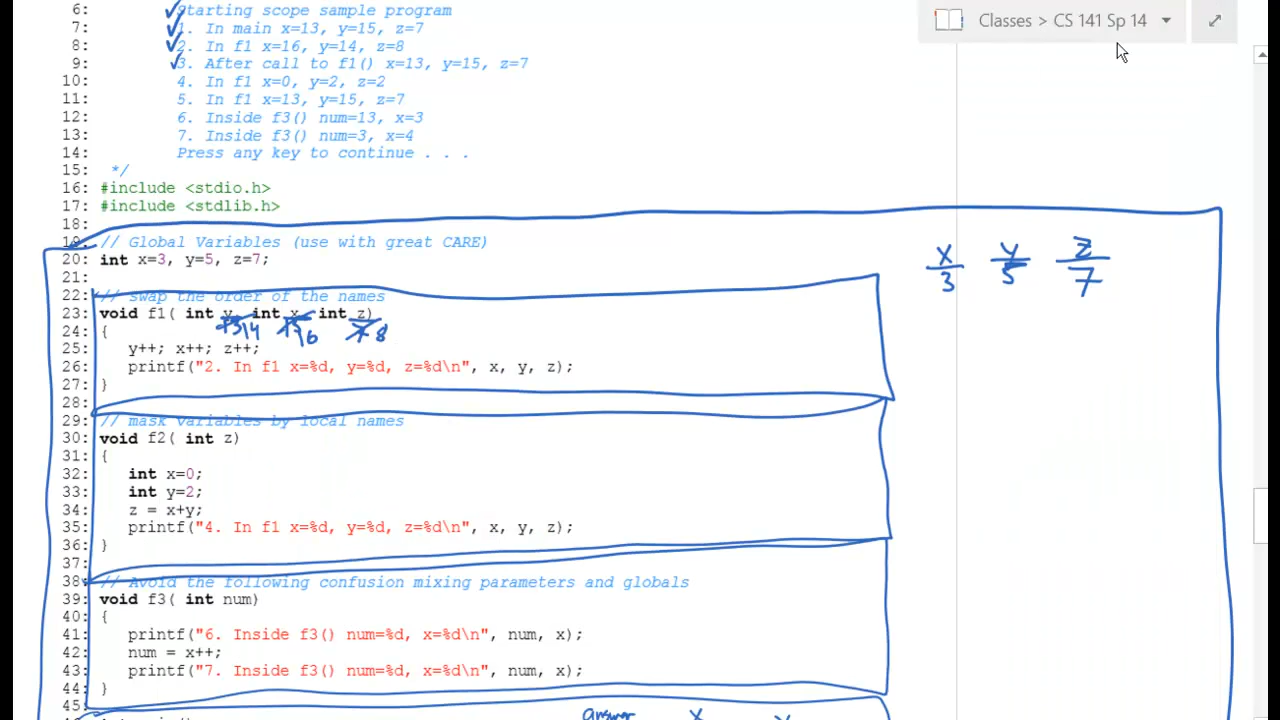 Classes > CS 141 Sp 14
6: Starting scope sample program
7: 1. In main x=13, y=15, z=7
8: 2. In f1 x=16, y=14, z=8
9: 3. After call to f1() x=13, y=15, z=7
10: 4. In f1 x=0, y=2, z=2
11: 5. In f1 x=13, y=15, z=7
12: 6. Inside f3() num=13, x=3
13: 7. Inside f3() num=3, x=4
14: Press any key to continue . . .
15: */
16: #include <stdio.h>
17: #include <stdlib.h>
18:
19: // Global Variables (use with great CARE)
20: int x=3, y=5, z=7;
x y z
3 5 7
21:
22: // swap the order of the names
23: void f1( int y, int x, int z)
13 14 15 16 7 8
24: {
25: y++; x++; z++;
26: printf("2. In f1 x=%d, y=%d, z=%d\n", x, y, z);
27: }
28:
29: // mask variables by local names
30: void f2( int z)
31: {
32: int x=0;
33: int y=2;
34: z = x+y;
35: printf("4. In f1 x=%d, y=%d, z=%d\n", x, y, z);
36: }
37:
38: // Avoid the following confusion mixing parameters and globals
39: void f3( int num)
40: {
41: printf("6. Inside f3() num=%d, x=%d\n", num, x);
42: num = x++;
43: printf("7. Inside f3() num=%d, x=%d\n", num, x);
44: }
45:
answer x y